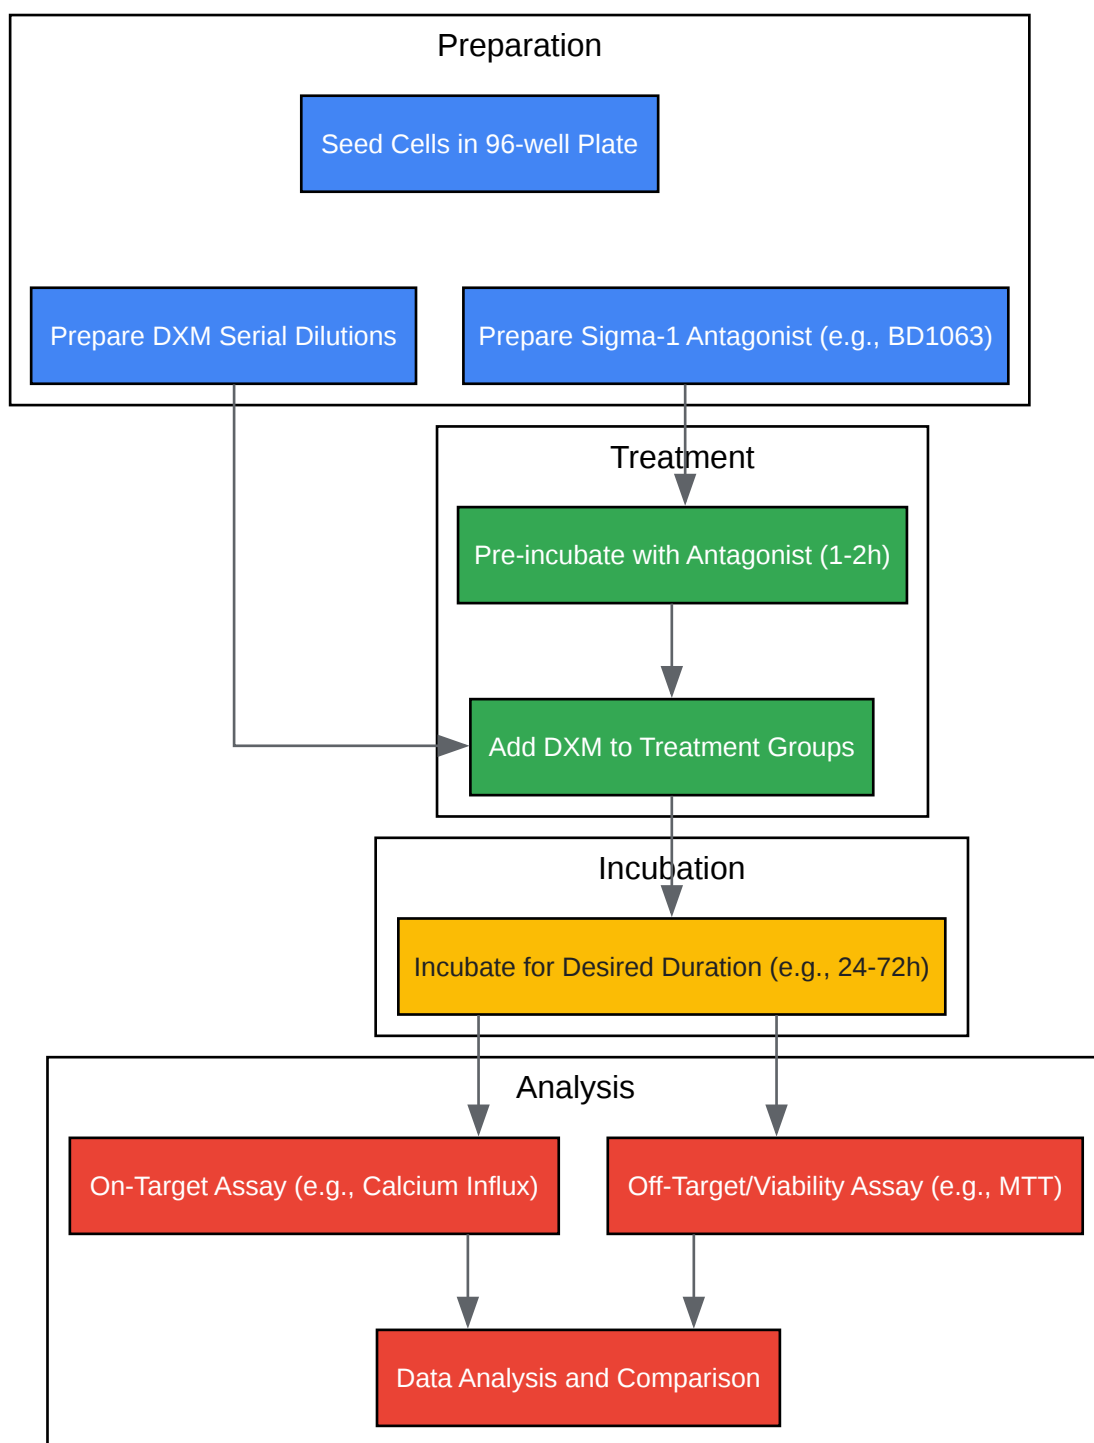 Preparation
Seed Cells in 96-well Plate
Prepare DXM Serial Dilutions
Prepare Sigma-1 Antagonist (e.g., BD1063)
Treatment
Pre-incubate with Antagonist (1-2h)
Add DXM to Treatment Groups
Incubation
Incubate for Desired Duration (e.g., 24-72h)
Analysis
On-Target Assay (e.g., Calcium Influx)
Off-Target/Viability Assay (e.g., MTT)
Data Analysis and Comparison